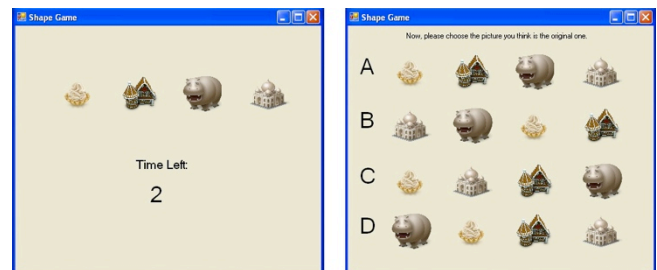 Shape Game
Time Left:
2
Shape Game
Now, please choose the picture you think is the original one.
A
B
C
D